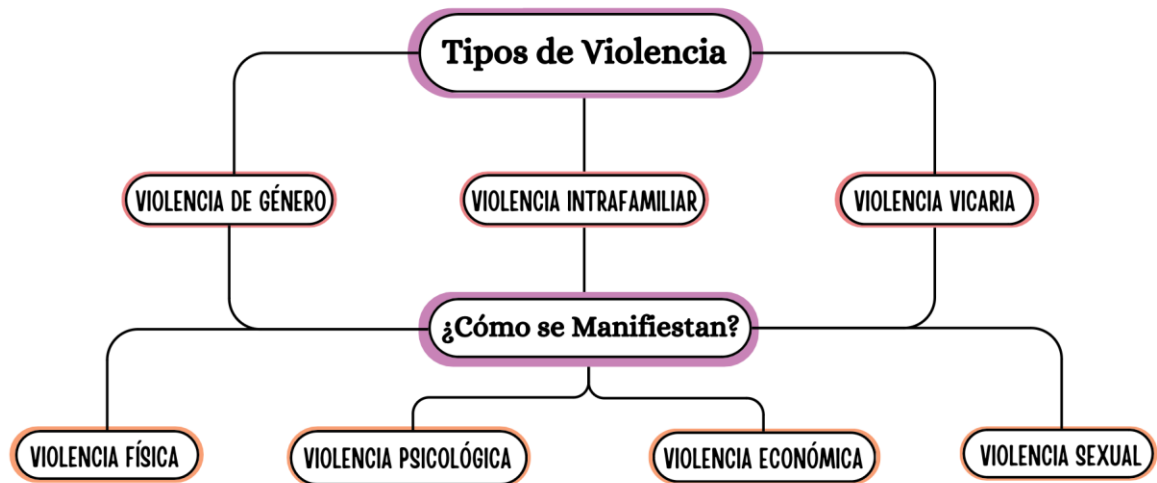 Tipos de Violencia
VIOLENCIA DE GÉNERO
VIOLENCIA INTRAFAMILIAR
VIOLENCIA VICARIA
¿Cómo se Manifiestan?
VIOLENCIA FÍSICA
VIOLENCIA PSICOLÓGICA
VIOLENCIA ECONÓMICA
VIOLENCIA SEXUAL